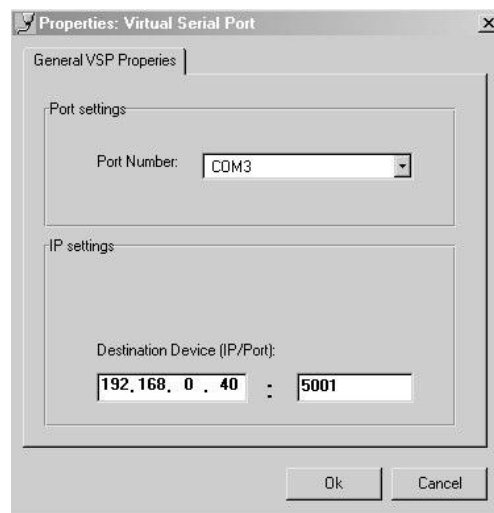 Properties: Virtual Serial Port
General VSP Properies
Port settings
Port Number: COM3
IP settings
Destination Device (IP/Port):
192.168. 0 . 40 : 5001
Ok Cancel